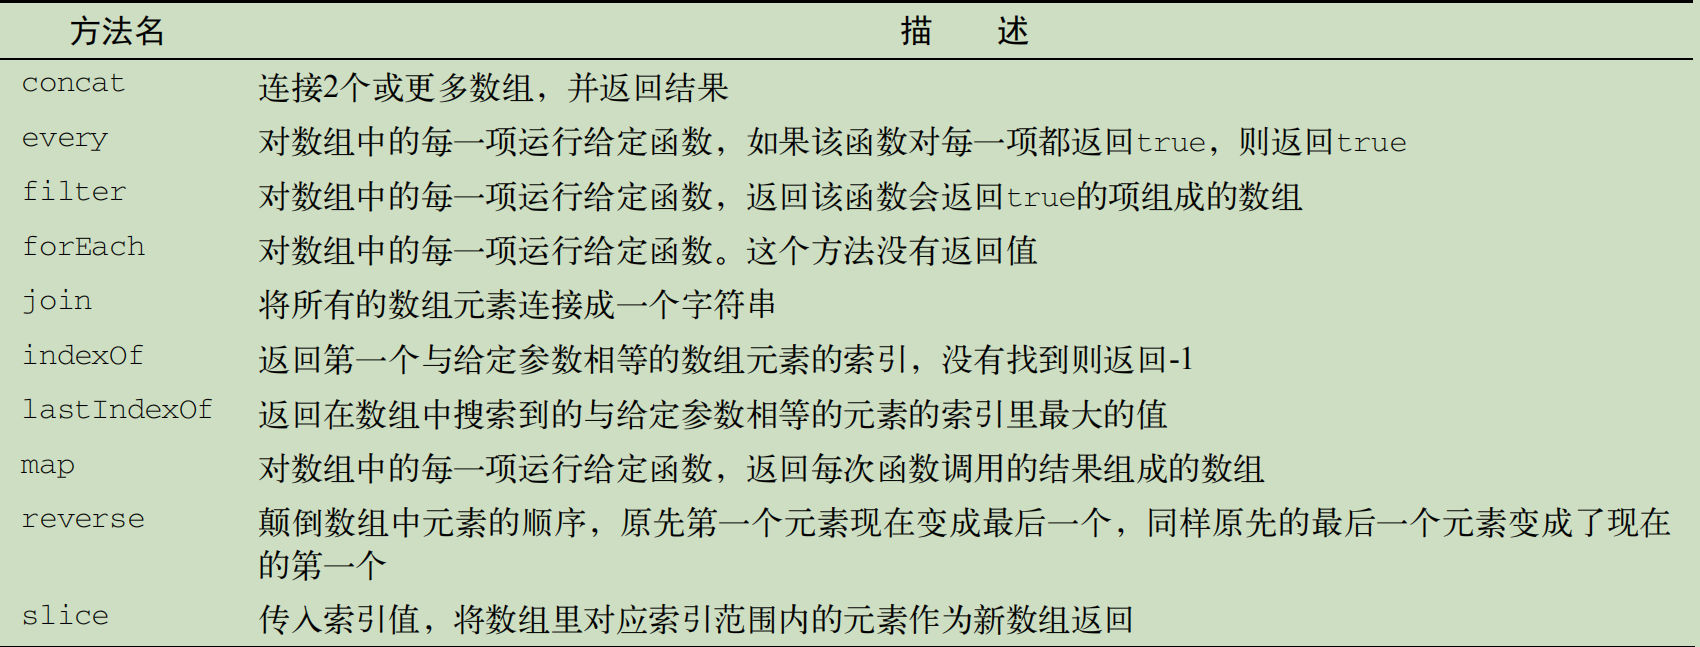 方法名 描 述
concat 连接2个或更多数组，并返回结果
every 对数组中的每一项运行给定函数，如果该函数对每一项都返回true，则返回true
filter 对数组中的每一项运行给定函数，返回该函数会返回true的项组成的数组
forEach 对数组中的每一项运行给定函数。这个方法没有返回值
join 将所有的数组元素连接成一个字符串
indexOf 返回第一个与给定参数相等的数组元素的索引，没有找到则返回-1
lastIndexOf 返回在数组中搜索到的与给定参数相等的元素的索引里最大的值
map 对数组中的每一项运行给定函数，返回每次函数调用的结果组成的数组
reverse 颠倒数组中元素的顺序，原先第一个元素现在变成最后一个，同样原先的最后一个元素变成了现在
的第一个
slice 传入索引值，将数组里对应索引范围内的元素作为新数组返回